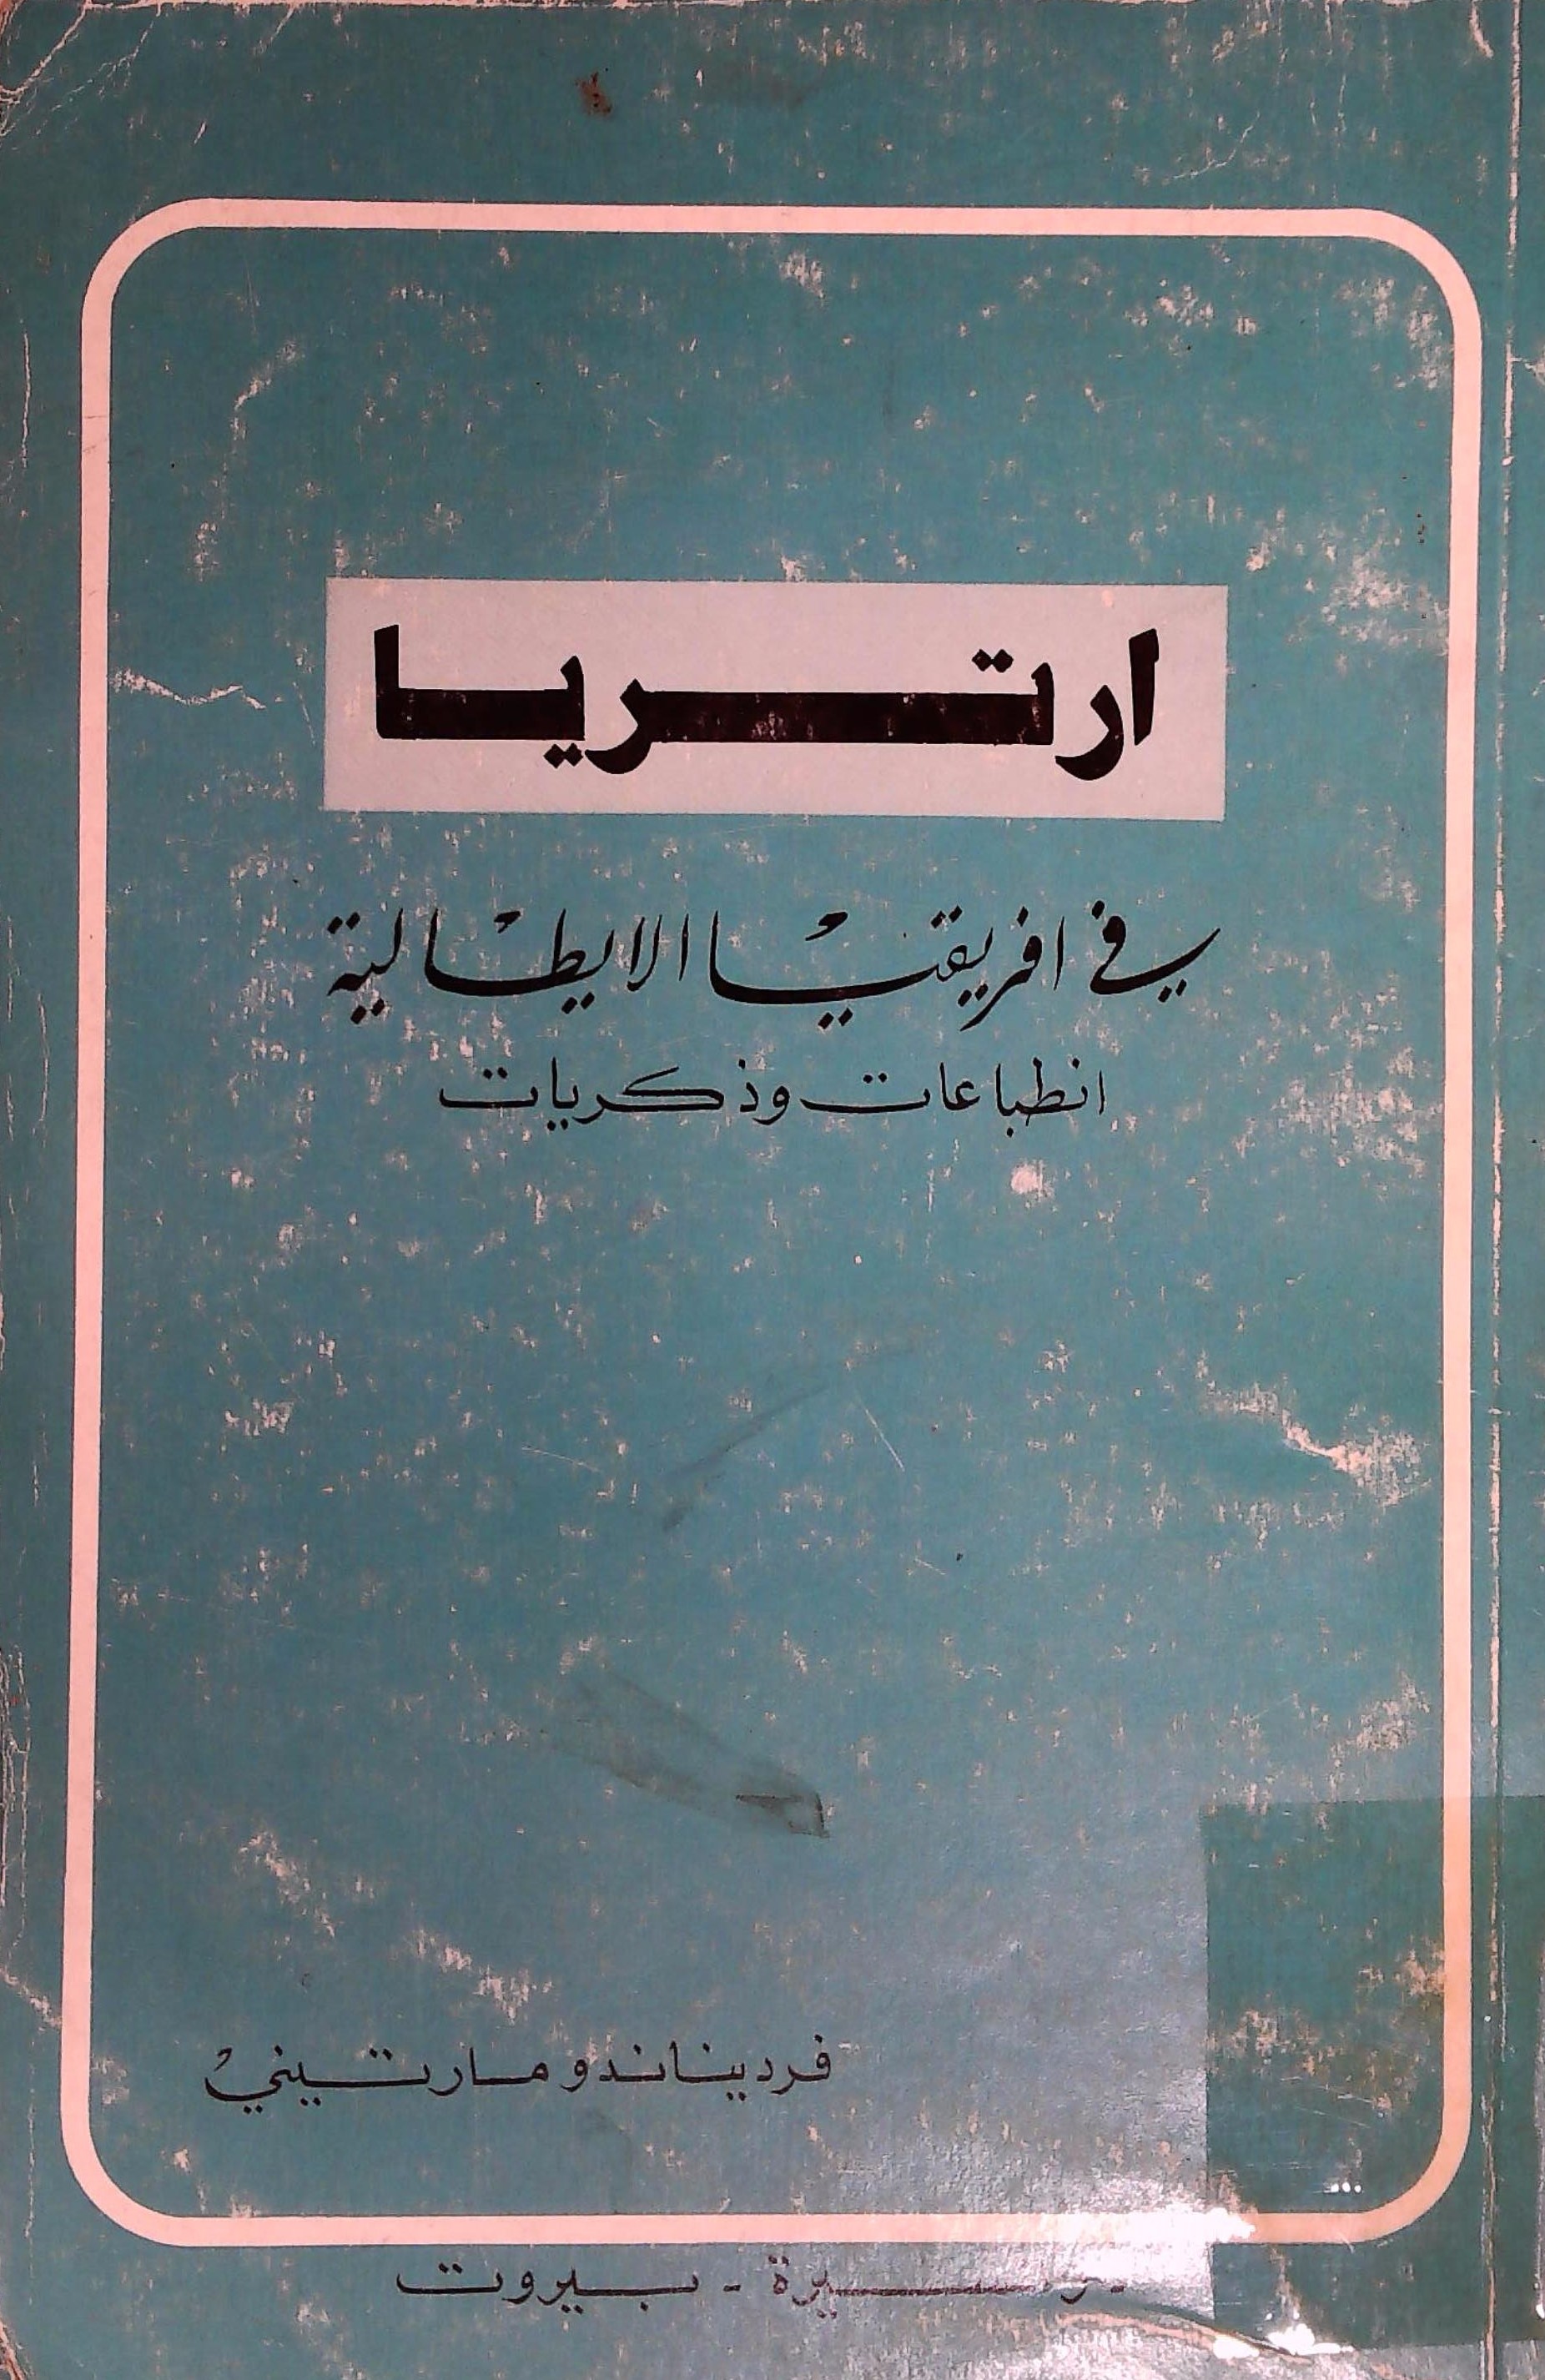 ارتريا
في افريقيا الايطالية
انطباعات وذكريات
فرديناندو مارتيني
- بيروت